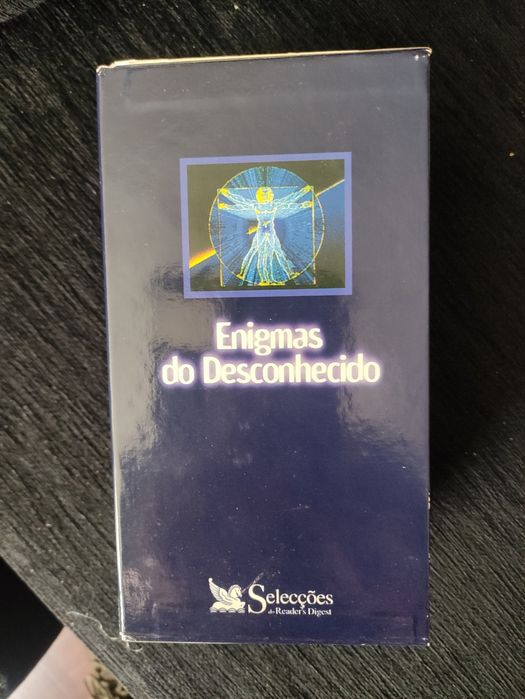 Enigmas
do Desconhecido
Selecções
do Reader's Digest